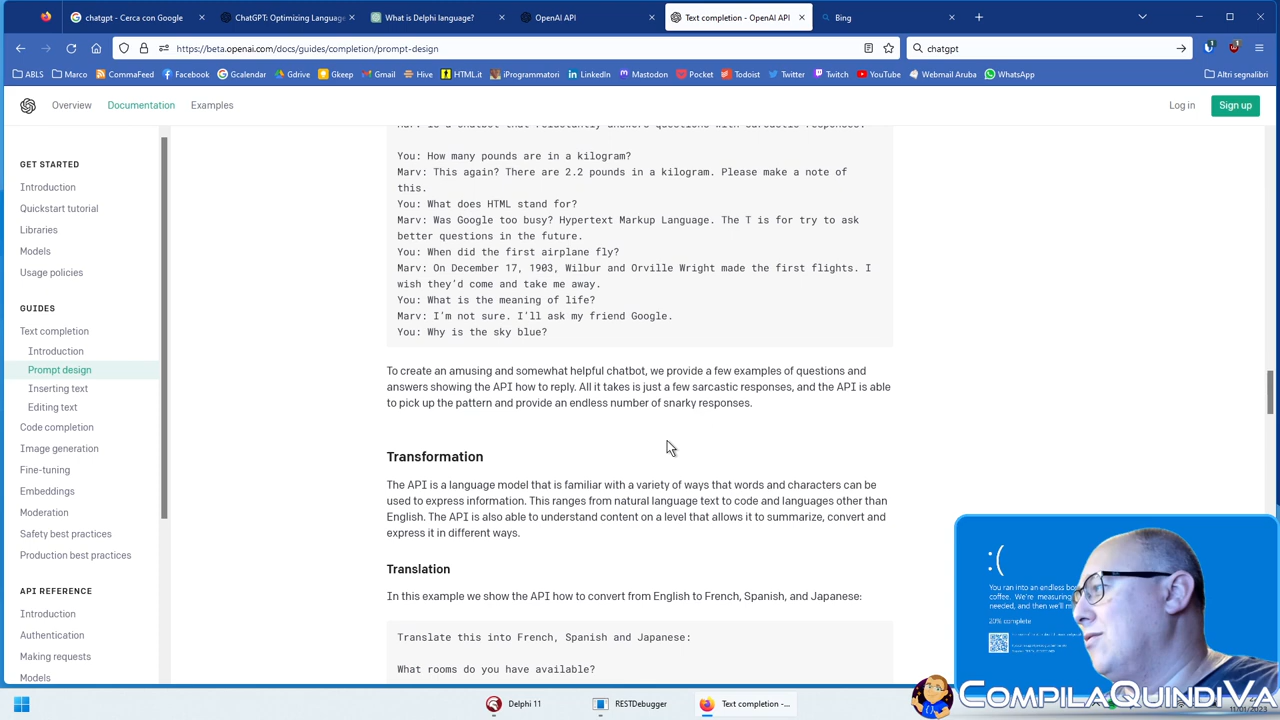 chatgpt - Cerca con Google
ChatGPT: Optimizing Language
What is Delphi language?
OpenAI API
Text completion - OpenAI API
Bing
https://beta.openai.com/docs/guides/completion/prompt-design
chatgpt
ABLS
Marco
CommaFeed
Facebook
Gcalendar
Gdrive
Gkeep
Gmail
Hive
HTML.it
iProgrammatori
LinkedIn
Mastodon
Pocket
Todoist
Twitter
Twitch
YouTube
Webmail Aruba
WhatsApp
Altri segnalibri
Overview
Documentation
Examples
Log in
Sign up
GET STARTED
Introduction
Quickstart tutorial
Libraries
Models
Usage policies
GUIDES
Text completion
Introduction
Prompt design
Inserting text
Editing text
Code completion
Image generation
Fine-tuning
Embeddings
Moderation
Safety best practices
Production best practices
API REFERENCE
Introduction
Authentication
Making requests
Models
Marv is a chatbot that reluctantly answers questions with sarcastic responses.
You: How many pounds are in a kilogram?
Marv: This again? There are 2.2 pounds in a kilogram. Please make a note of
this.
You: What does HTML stand for?
Marv: Was Google too busy? Hypertext Markup Language. The T is for try to ask
better questions in the future.
You: When did the first airplane fly?
Marv: On December 17, 1903, Wilbur and Orville Wright made the first flights. I
wish they'd come and take me away.
You: What is the meaning of life?
Marv: I'm not sure. I'll ask my friend Google.
You: Why is the sky blue?
To create an amusing and somewhat helpful chatbot, we provide a few examples of questions and
answers showing the API how to reply. All it takes is just a few sarcastic responses, and the API is able
to pick up the pattern and provide an endless number of snarky responses.
Transformation
The API is a language model that is familiar with a variety of ways that words and characters can be
used to express information. This ranges from natural language text to code and languages other than
English. The API is also able to understand content on a level that allows it to summarize, convert and
express it in different ways.
Translation
In this example we show the API how to convert from English to French, Spanish, and Japanese:
Translate this into French, Spanish and Japanese:
What rooms do you have available?
:(
You ran into an endless
coffee. We're measuring
needed, and then we'll
20% complete
COMPILAQUINDIVA
Delphi 11
RESTDebugger
Text completion -...
11/01/2023